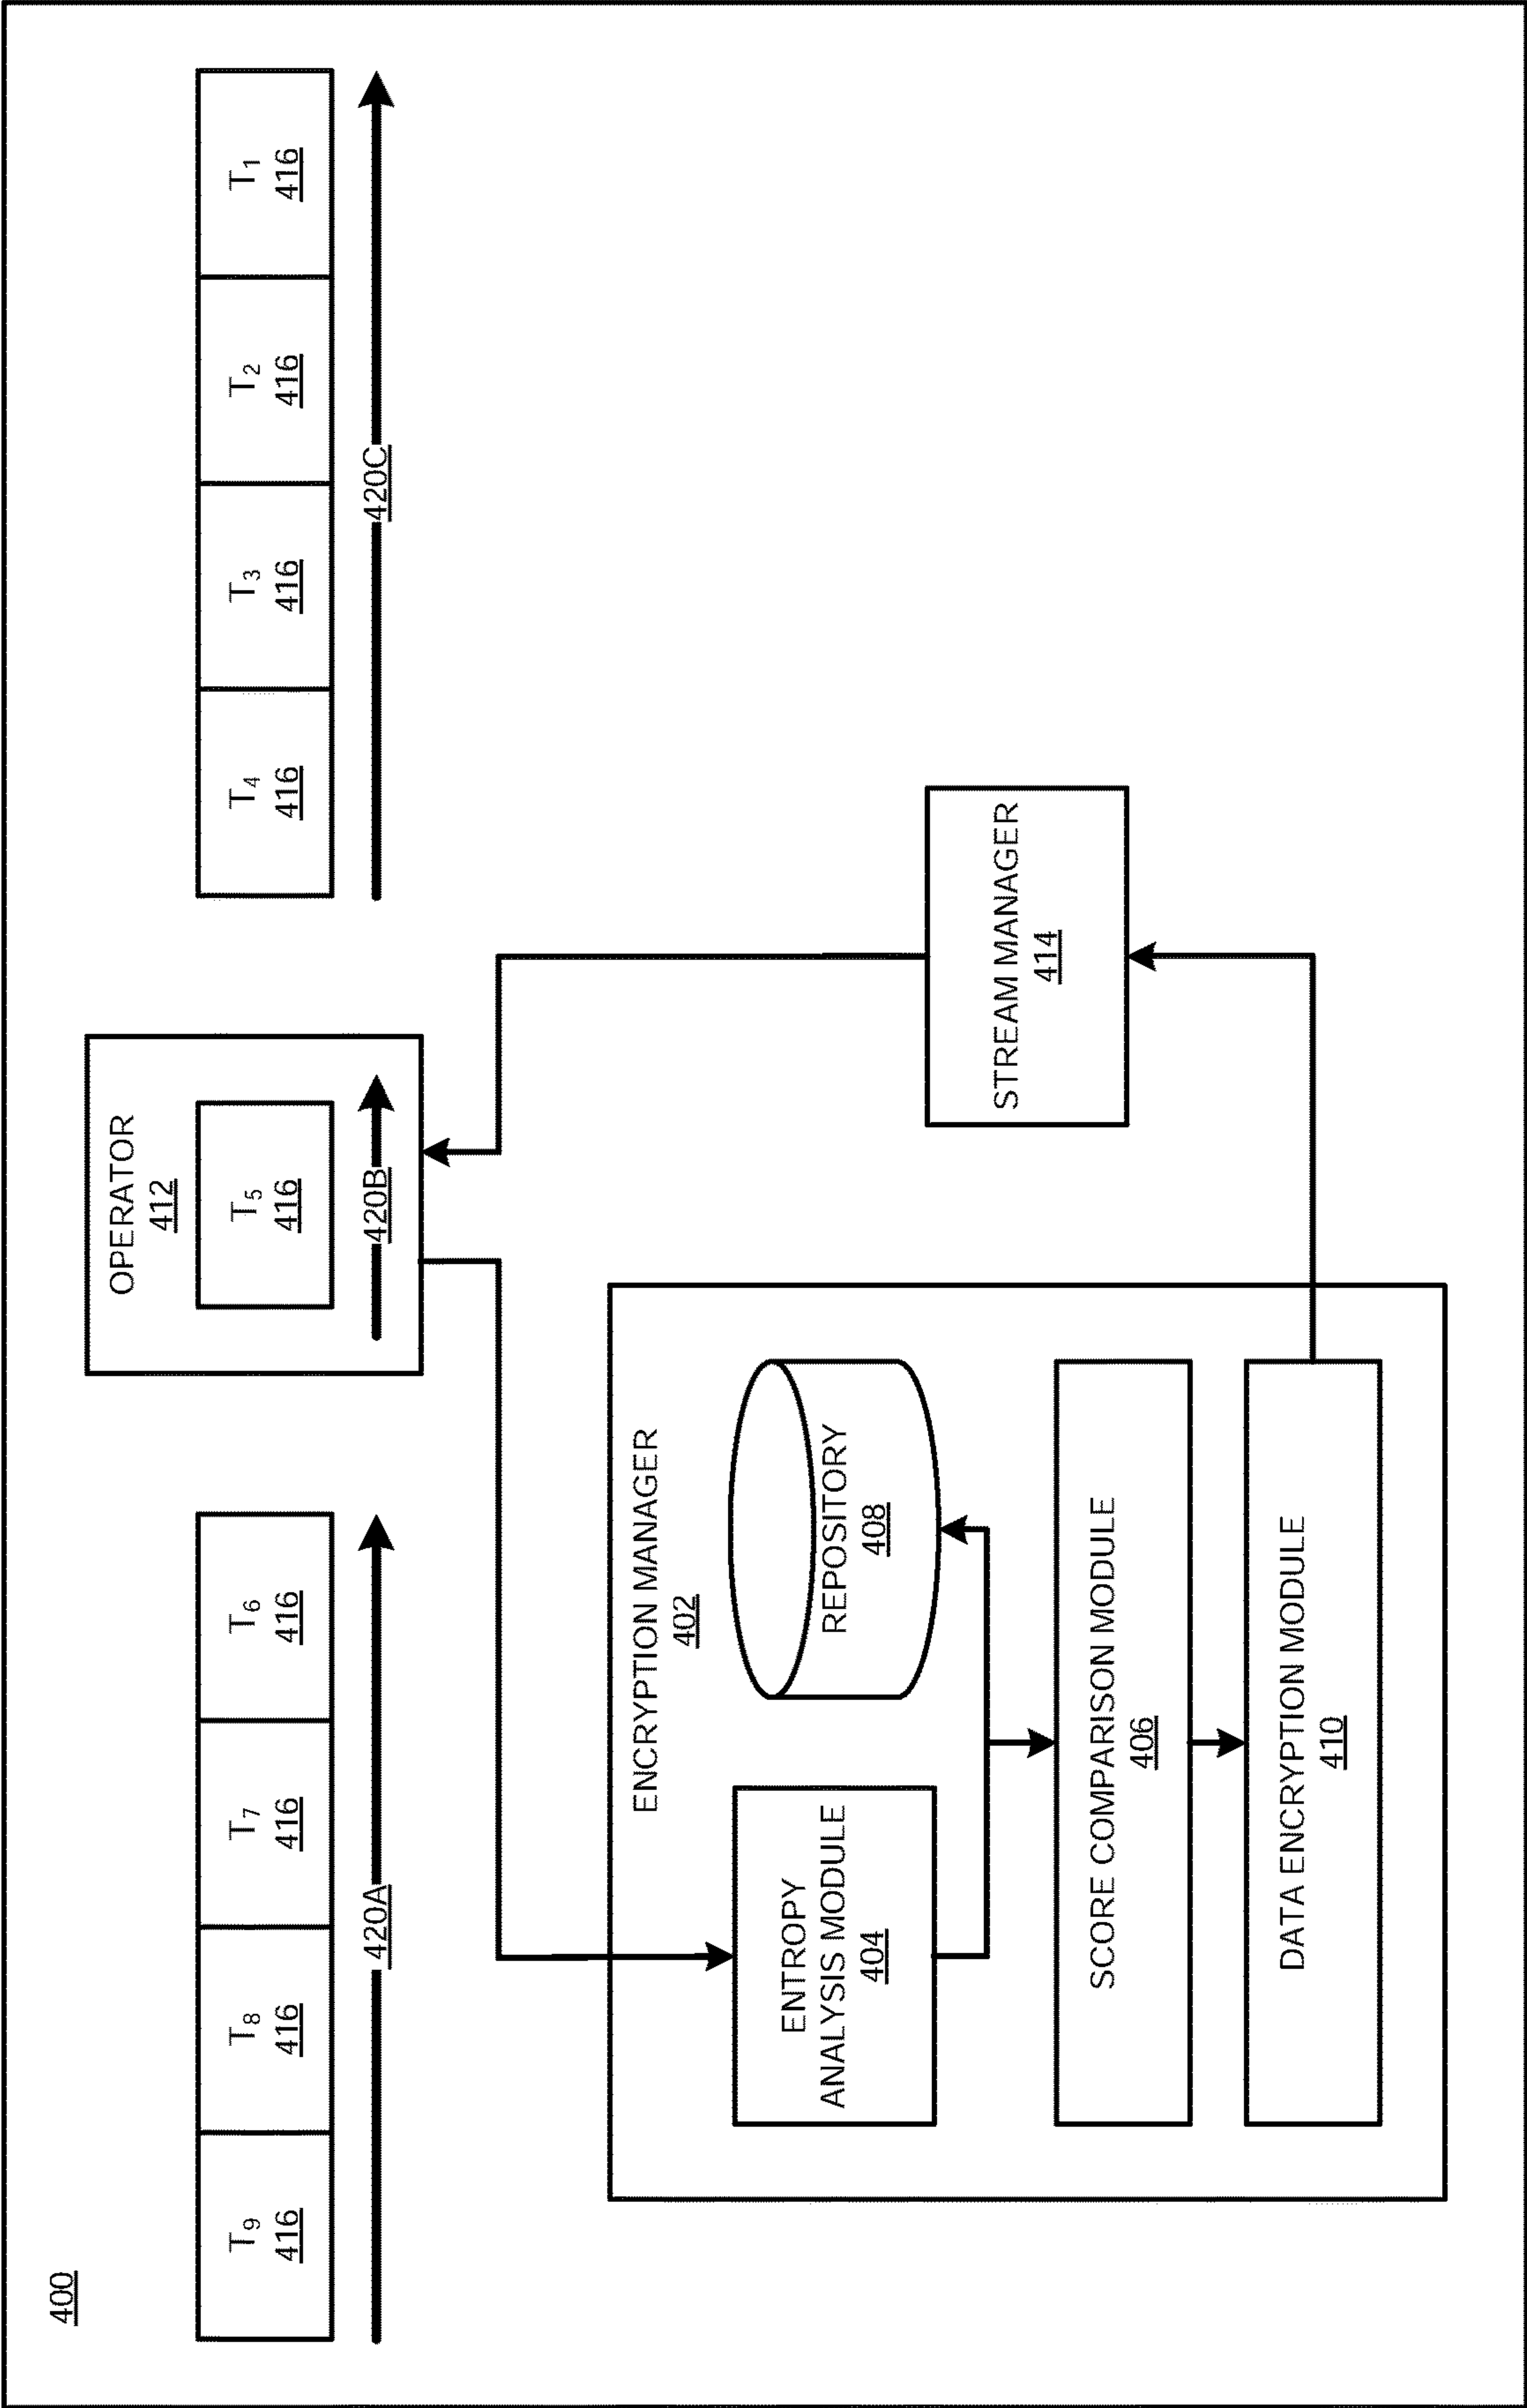 400
T9
416
T8
416
T7
416
T6
416
420A
OPERATOR
412
T5
416
420B
T4
416
T3
416
T2
416
T1
416
420C
ENCRYPTION MANAGER
402
ENTROPY
ANALYSIS MODULE
404
REPOSITORY
408
SCORE COMPARISON MODULE
406
DATA ENCRYPTION MODULE
410
STREAM MANAGER
414